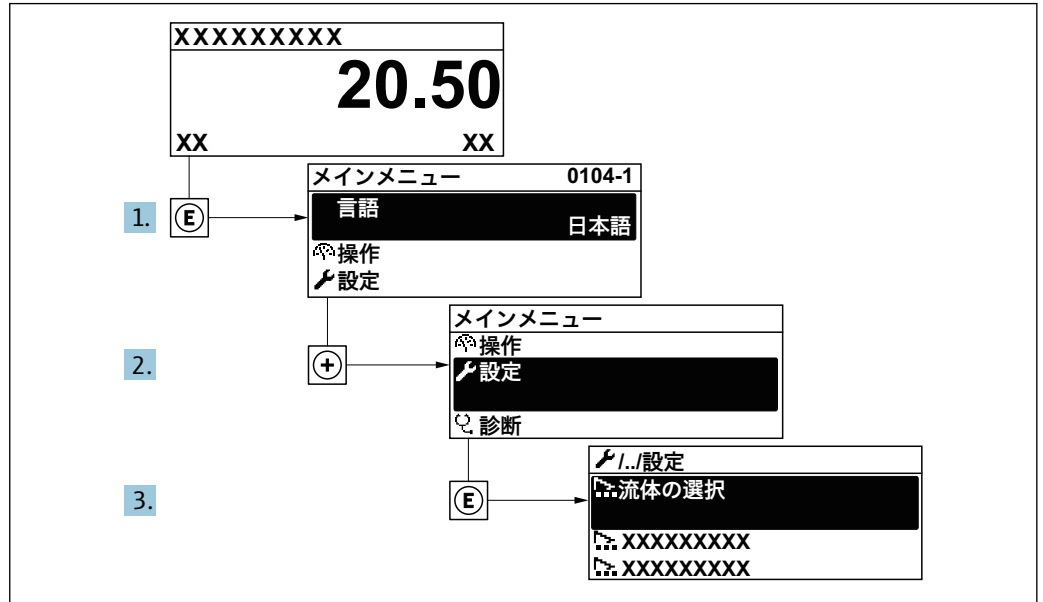 XXXXXXXXX
20.50
XX XX
1. E
メインメニュー 0104-1
言語
日本語
操作
設定
2. +
メインメニュー
操作
設定
診断
3. E
/../設定
流体の選択
XXXXXXXXX
XXXXXXXXX